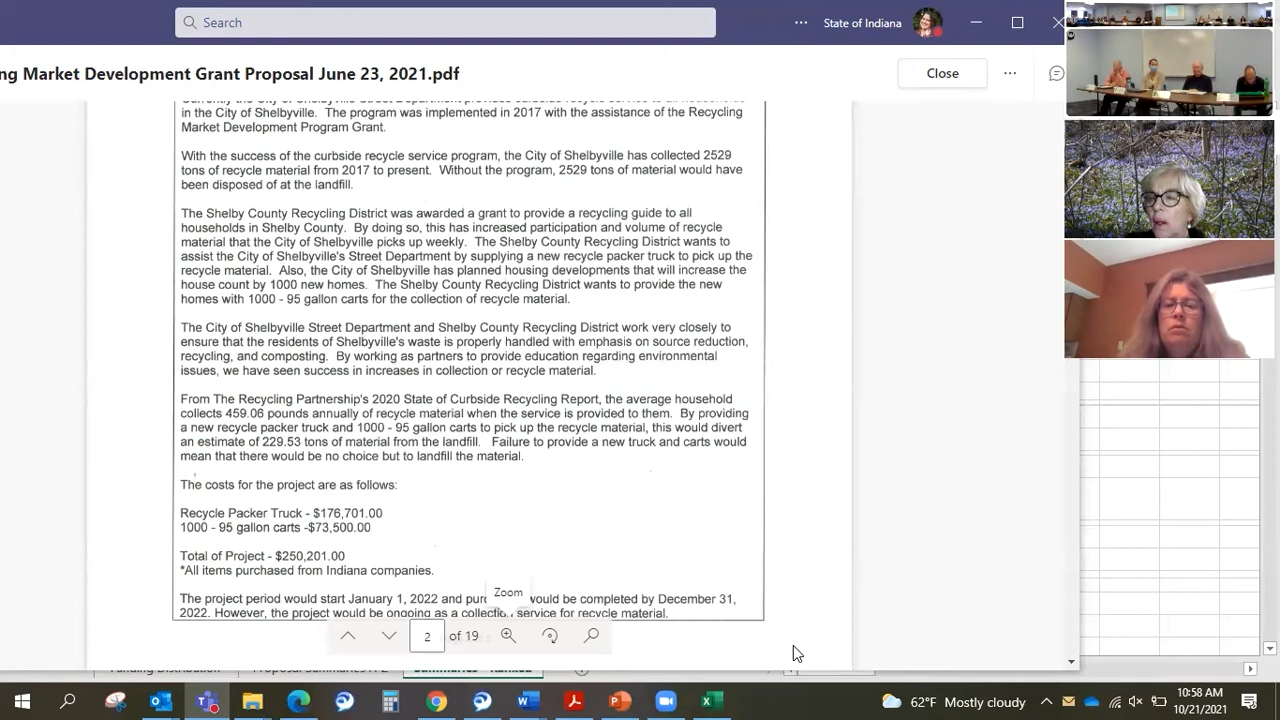 Search
State of Indiana
ng Market Development Grant Proposal June 23, 2021.pdf
Close
Currently the City of Shelbyville Street Department provides curbside recycle service to all households
in the City of Shelbyville. The program was implemented in 2017 with the assistance of the Recycling
Market Development Program Grant.
With the success of the curbside recycle service program, the City of Shelbyville has collected 2529
tons of recycle material from 2017 to present. Without the program, 2529 tons of material would have
been disposed of at the landfill.
The Shelby County Recycling District was awarded a grant to provide a recycling guide to all
households in Shelby County. By doing so, this has increased participation and volume of recycle
material that the City of Shelbyville picks up weekly. The Shelby County Recycling District wants to
assist the City of Shelbyville's Street Department by supplying a new recycle packer truck to pick up the
recycle material. Also, the City of Shelbyville has planned housing developments that will increase the
house count by 1000 new homes. The Shelby County Recycling District wants to provide the new
homes with 1000 - 95 gallon carts for the collection of recycle material.
The City of Shelbyville Street Department and Shelby County Recycling District work very closely to
ensure that the residents of Shelbyville's waste is properly handled with emphasis on source reduction,
recycling, and composting. By working as partners to provide education regarding environmental
issues, we have seen success in increases in collection or recycle material.
From The Recycling Partnership's 2020 State of Curbside Recycling Report, the average household
collects 459.06 pounds annually of recycle material when the service is provided to them. By providing
a new recycle packer truck and 1000 - 95 gallon carts to pick up the recycle material, this would divert
an estimate of 229.53 tons of material from the landfill. Failure to provide a new truck and carts would
mean that there would be no choice but to landfill the material.
The costs for the project are as follows:
Recycle Packer Truck - $176,701.00
1000 - 95 gallon carts -$73,500.00
Total of Project - $250,201.00
*All items purchased from Indiana companies.
Zoom
The project period would start January 1, 2022 and pur would be completed by December 31,
2022. However, the project would be ongoing as a collection service for recycle material.
2 of 19
Funding Distribution Proposal Summaries A-Z Summaries - Ranked
62°F Mostly cloudy
10:58 AM
10/21/2021